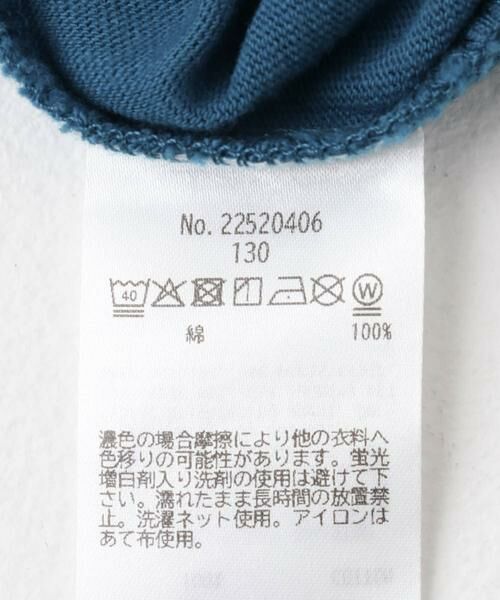 No. 22520406
130
40 W
綿 100%
濃色の場合摩擦により他の衣料へ
色移りの可能性があります。蛍光
増白剤入り洗剤の使用は避けて下
さい。濡れたまま長時間の放置禁
止。洗濯ネット使用。アイロンは
あて布使用。